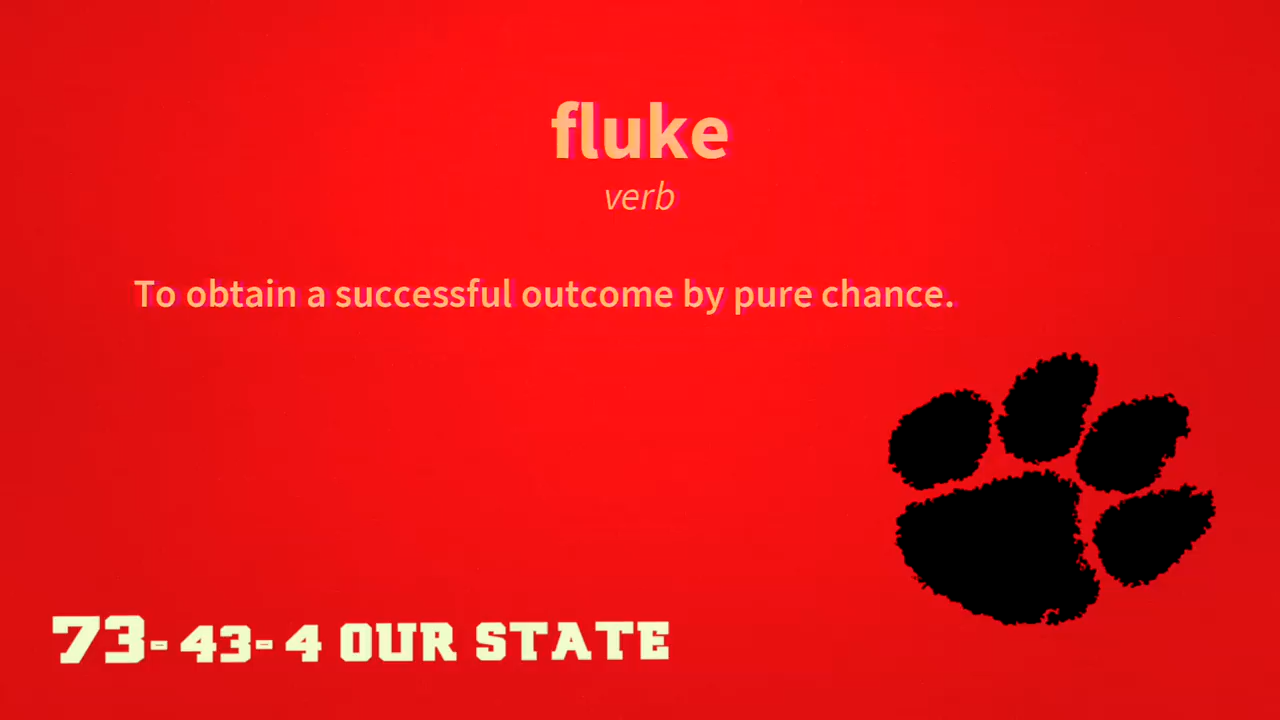 fluke
verb
To obtain a successful outcome by pure chance.
73- 43- 4 OUR STATE